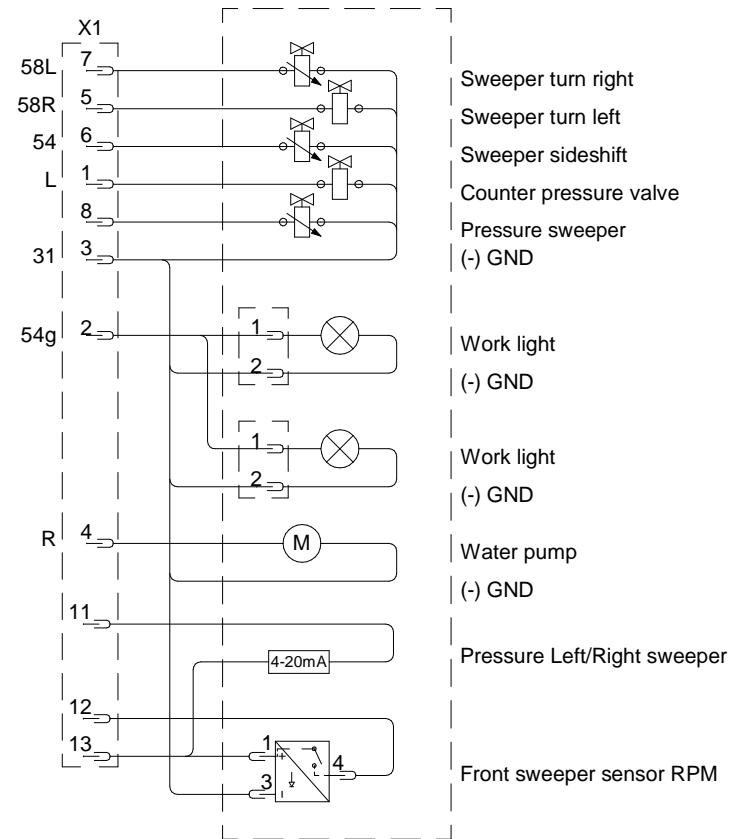 X1
58L 7 Sweeper turn right
58R 5 Sweeper turn left
54 6 Sweeper sideshift
L 1 Counter pressure valve
8 Pressure sweeper
31 3 (-) GND
54g 2 1 Work light
2 (-) GND
1 Work light
2 (-) GND
R 4 M Water pump
(-) GND
11
4-20mA Pressure Left/Right sweeper
12
13 1 + 4 Front sweeper sensor RPM
3